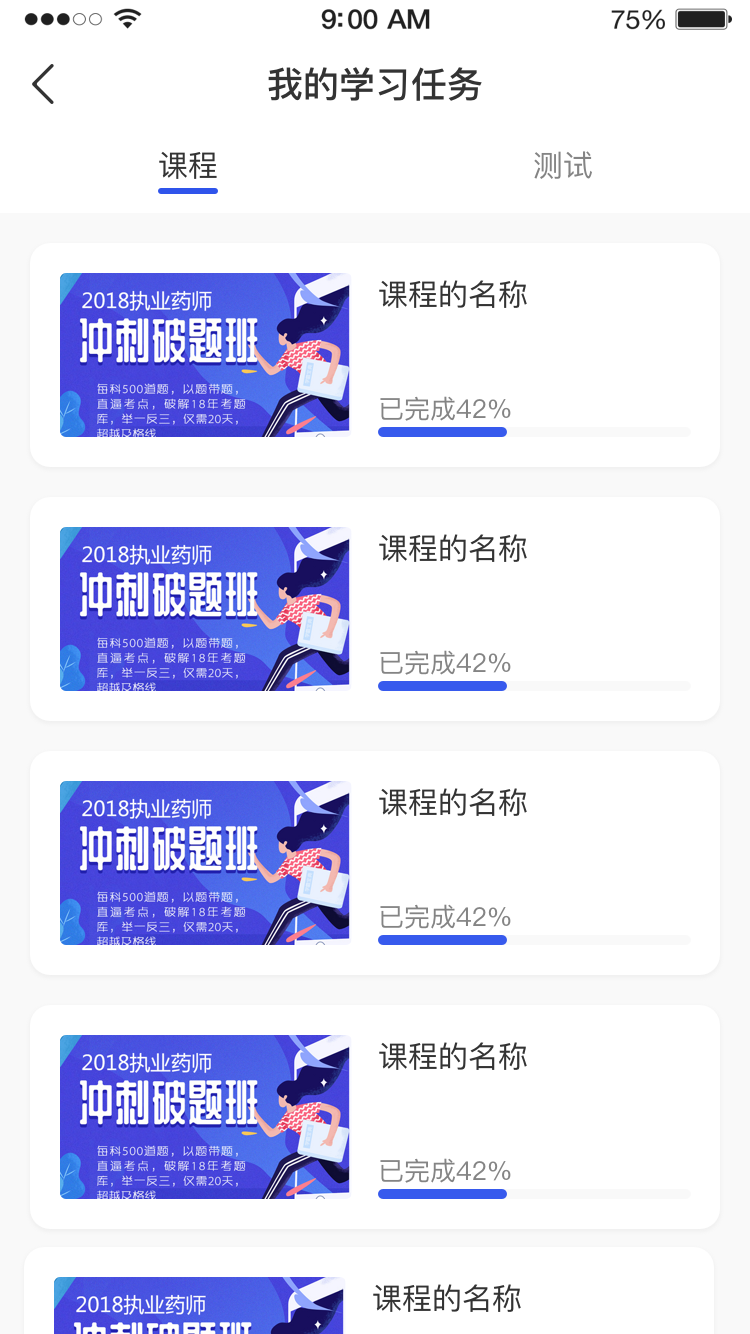 9:00 AM
75%
我的学习任务
课程
测试
2018执业药师
冲刺破题班
每科500道题，以题带题，
直逼考点，破解18年考题
库，举一反三，仅需20天，
超越及格线
课程的名称
已完成42%
2018执业药师
冲刺破题班
每科500道题，以题带题，
直逼考点，破解18年考题
库，举一反三，仅需20天，
超越及格线
课程的名称
已完成42%
2018执业药师
冲刺破题班
每科500道题，以题带题，
直逼考点，破解18年考题
库，举一反三，仅需20天，
超越及格线
课程的名称
已完成42%
2018执业药师
冲刺破题班
每科500道题，以题带题，
直逼考点，破解18年考题
库，举一反三，仅需20天，
超越及格线
课程的名称
已完成42%
2018执业药师
冲刺破题班
课程的名称